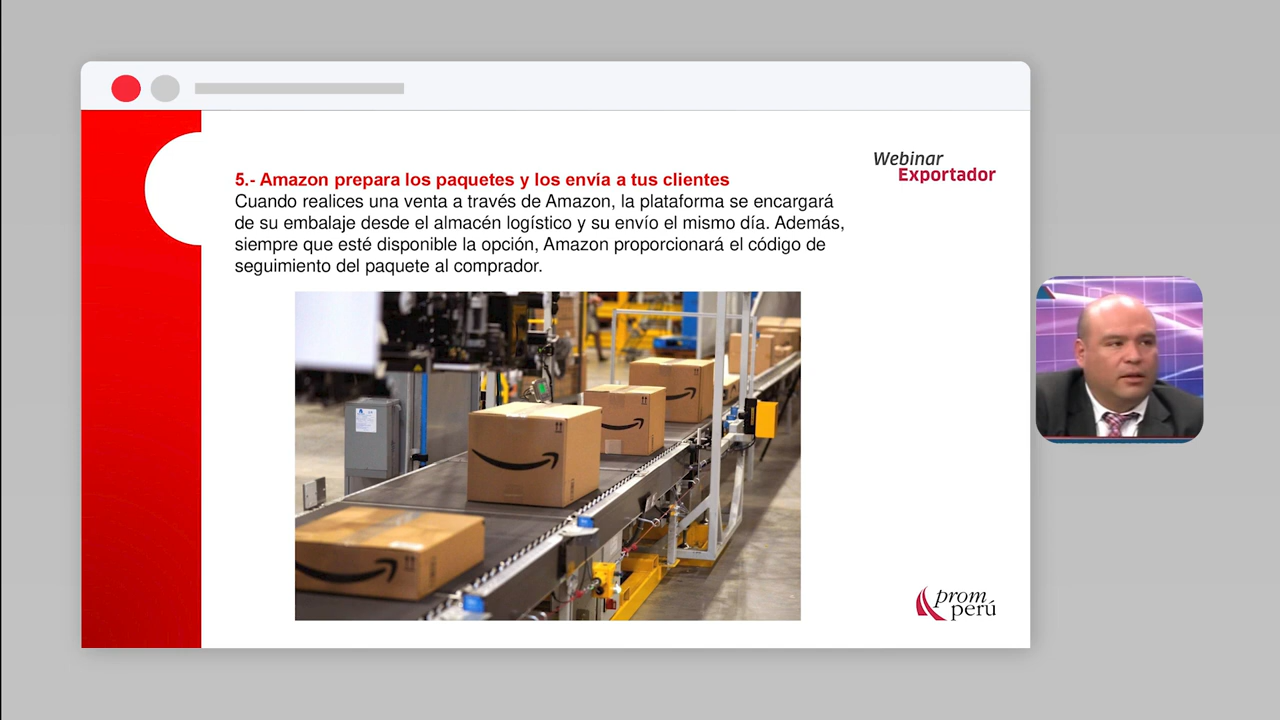 Webinar
Exportador
5.- Amazon prepara los paquetes y los envía a tus clientes
Cuando realices una venta a través de Amazon, la plataforma se encargará
de su embalaje desde el almacén logístico y su envío el mismo día. Además,
siempre que esté disponible la opción, Amazon proporcionará el código de
seguimiento del paquete al comprador.
prom
perú